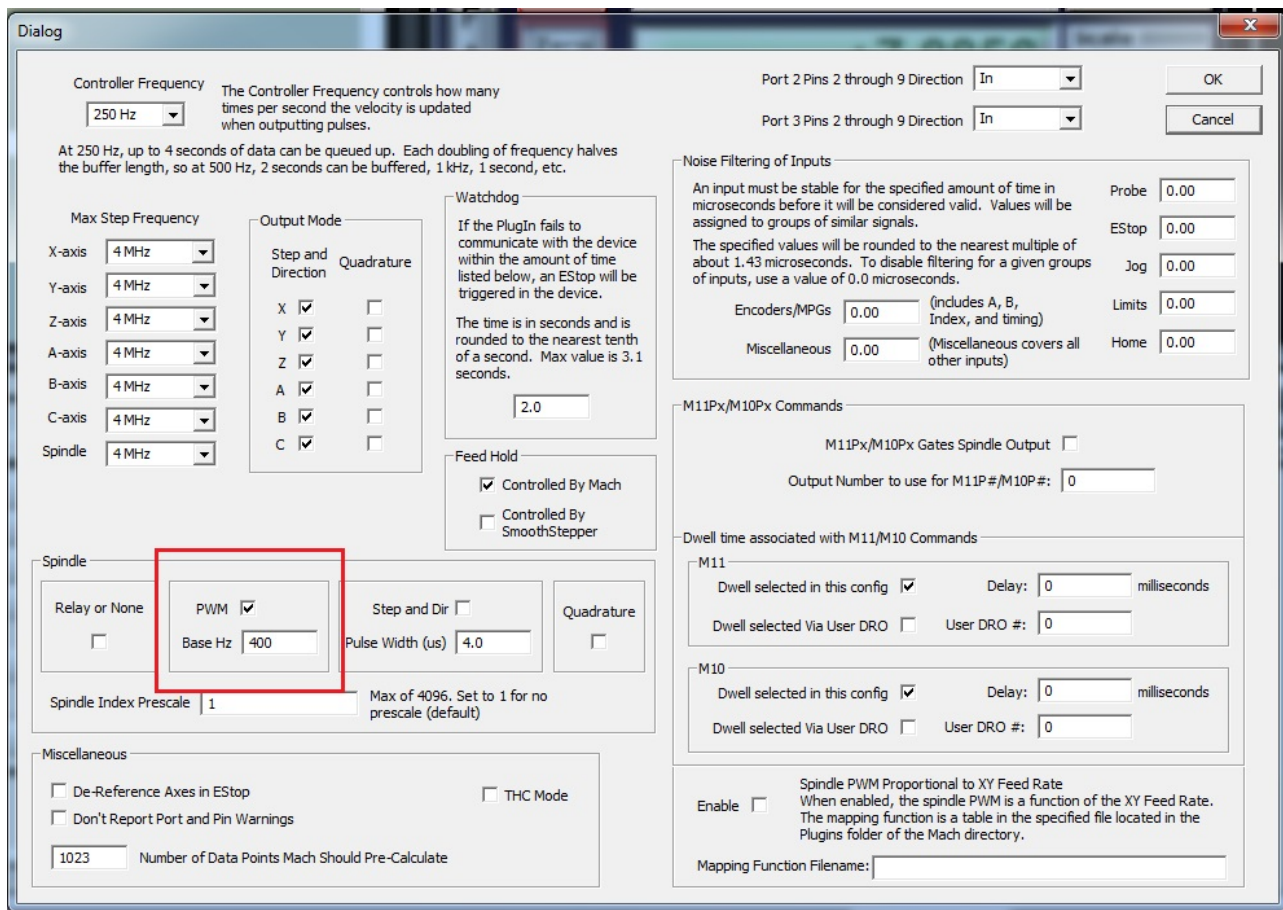 Dialog
Controller Frequency
250 Hz
The Controller Frequency controls how many
times per second the velocity is updated
when outputting pulses.
At 250 Hz, up to 4 seconds of data can be queued up. Each doubling of frequency halves
the buffer length, so at 500 Hz, 2 seconds can be buffered, 1 kHz, 1 second, etc.
Max Step Frequency
X-axis 4 MHz
Y-axis 4 MHz
Z-axis 4 MHz
A-axis 4 MHz
B-axis 4 MHz
C-axis 4 MHz
Spindle 4 MHz
Output Mode
Step and
Direction
Quadrature
X
Y
Z
A
B
C
Watchdog
If the PlugIn fails to
communicate with the device
within the amount of time
listed below, an EStop will be
triggered in the device.
The time is in seconds and is
rounded to the nearest tenth
of a second. Max value is 3.1
seconds.
2.0
Feed Hold
Controlled By Mach
Controlled By
SmoothStepper
Spindle
Relay or None
PWM
Base Hz 400
Step and Dir
Pulse Width (us) 4.0
Quadrature
Spindle Index Prescale 1
Max of 4096. Set to 1 for no
prescale (default)
Miscellaneous
De-Reference Axes in EStop
THC Mode
Don't Report Port and Pin Warnings
1023 Number of Data Points Mach Should Pre-Calculate
Port 2 Pins 2 through 9 Direction In
Port 3 Pins 2 through 9 Direction In
OK
Cancel
Noise Filtering of Inputs
An input must be stable for the specified amount of time in
microseconds before it will be considered valid. Values will be
assigned to groups of similar signals.
The specified values will be rounded to the nearest multiple of
about 1.43 microseconds. To disable filtering for a given groups
of inputs, use a value of 0.0 microseconds.
Encoders/MPGs 0.00
(includes A, B,
Index, and timing)
Miscellaneous 0.00
(Miscellaneous covers all
other inputs)
Probe 0.00
EStop 0.00
Jog 0.00
Limits 0.00
Home 0.00
M11Px/M10Px Commands
M11Px/M10Px Gates Spindle Output
Output Number to use for M11P#/M10P#: 0
Dwell time associated with M11/M10 Commands
M11
Dwell selected in this config Delay: 0 milliseconds
Dwell selected Via User DRO User DRO #: 0
M10
Dwell selected in this config Delay: 0 milliseconds
Dwell selected Via User DRO User DRO #: 0
Enable
Spindle PWM Proportional to XY Feed Rate
When enabled, the spindle PWM is a function of the XY Feed Rate.
The mapping function is a table in the specified file located in the
Plugins folder of the Mach directory.
Mapping Function Filename: